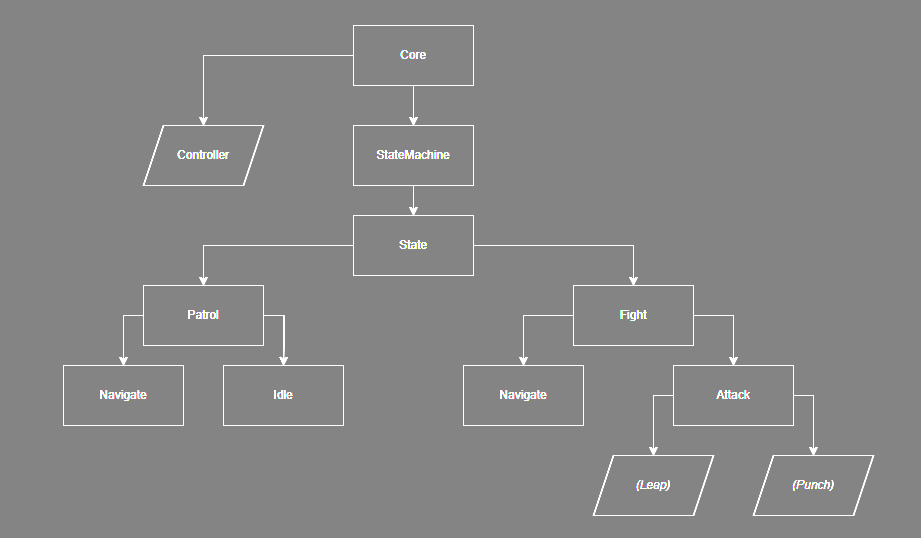 Core
Controller
StateMachine
State
Patrol
Fight
Navigate
Idle
Navigate
Attack
(Leap)
(Punch)